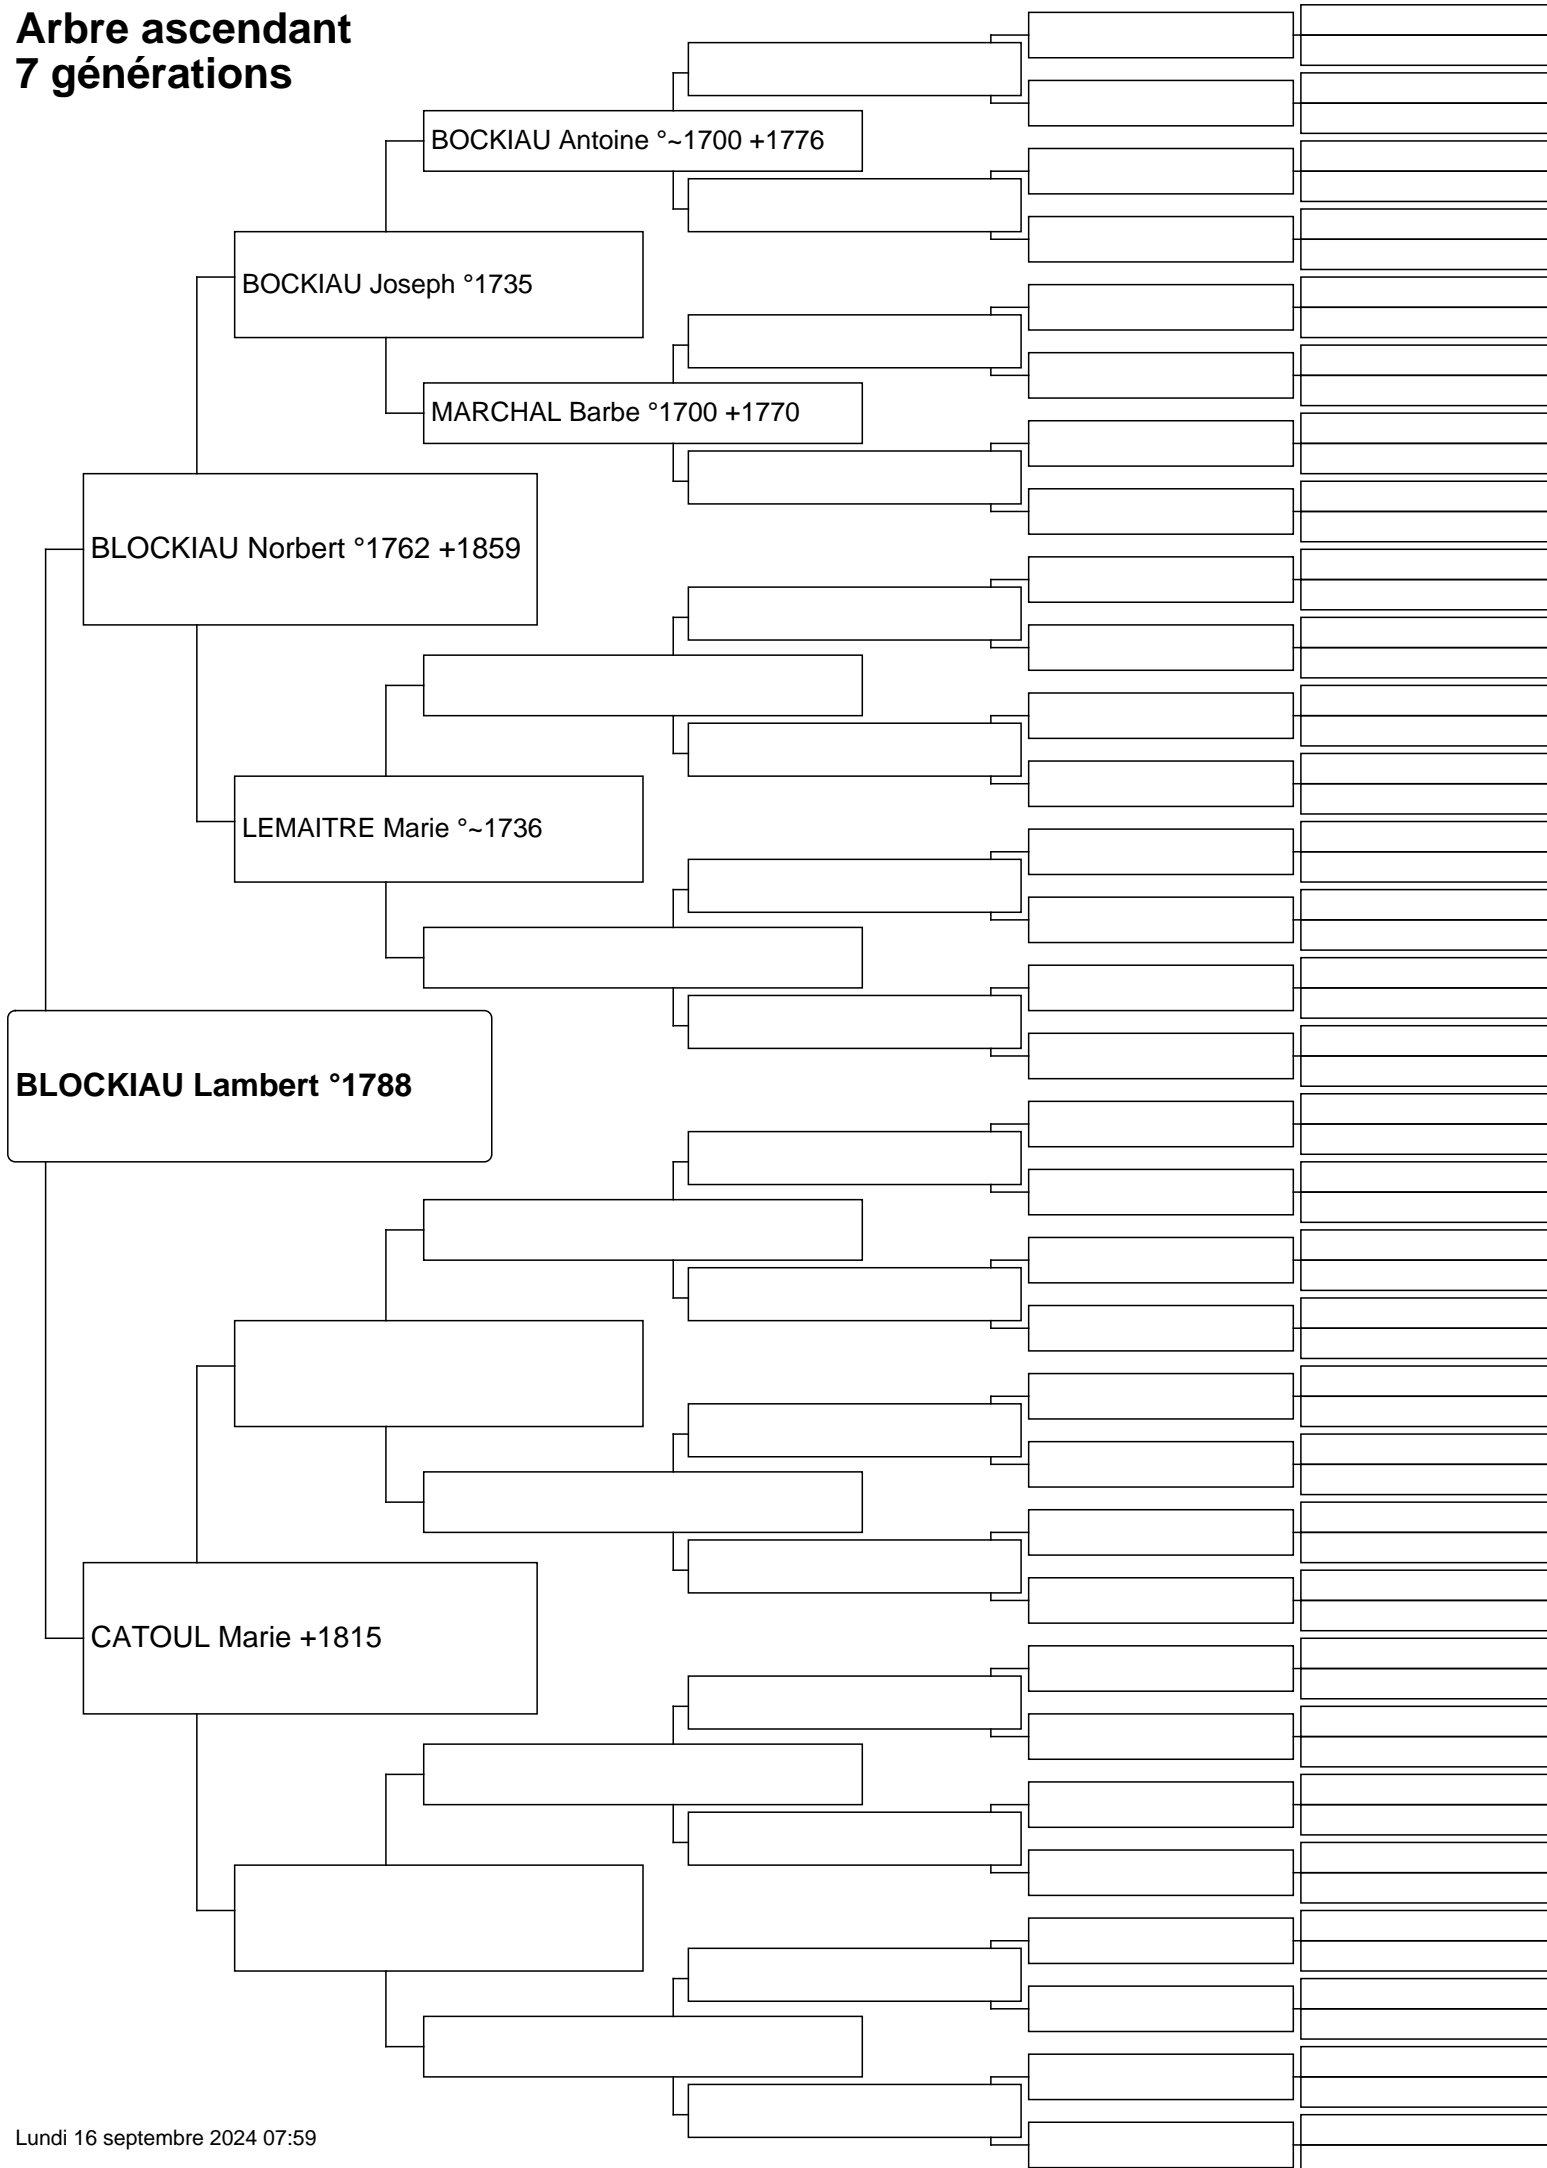 Arbre ascendant
7 générations
BOCKIAU Antoine °~1700 +1776
BOCKIAU Joseph °1735
MARCHAL Barbe °1700 +1770
BLOCKIAU Norbert °1762 +1859
LEMAITRE Marie °~1736
BLOCKIAU Lambert °1788
CATOUL Marie +1815
Lundi 16 septembre 2024 07:59